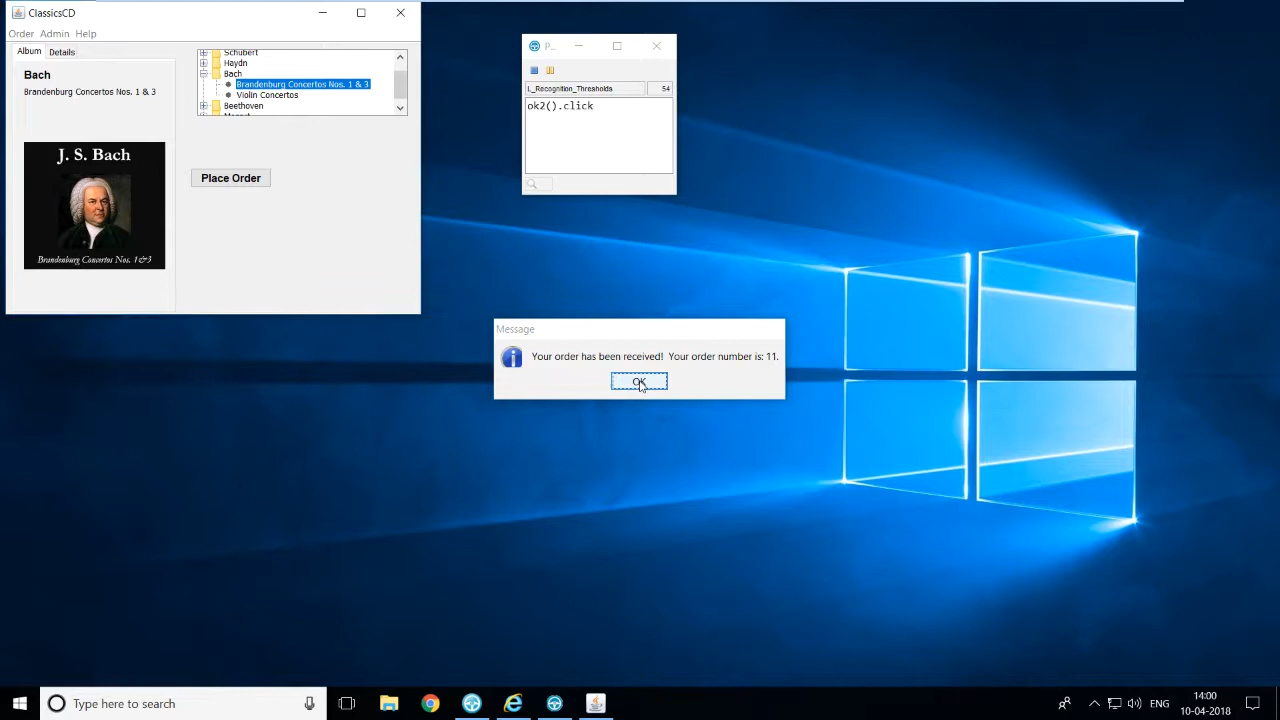 ClassicsCD
Order Admin Help
Album Details
Bach
Brandenburg Concertos Nos. 1 & 3
J. S. Bach
Brandenburg Concertos Nos. 1&3
Schubert
Haydn
Bach
Brandenburg Concertos Nos. 1 & 3
Violin Concertos
Beethoven
Place Order
P...
L_Recognition_Thresholds 54
ok2().click
Message
Your order has been received! Your order number is: 11.
OK
Type here to search
ENG
14:00
10-04-2018